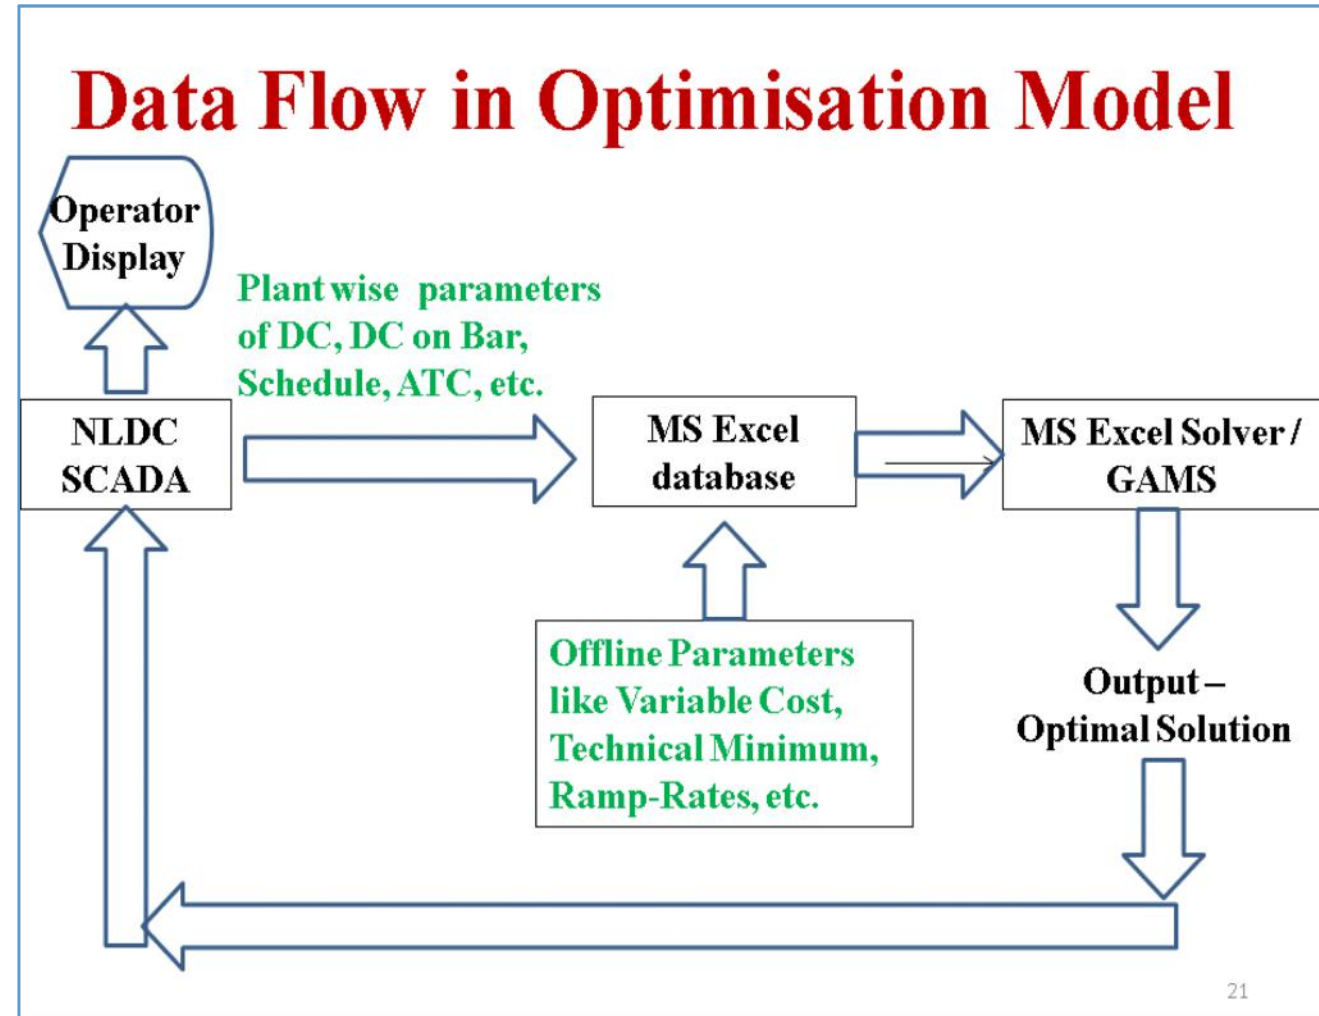 Data Flow in Optimisation Model
Operator
Display
Plant wise parameters
of DC, DC on Bar,
Schedule, ATC, etc.
NLDC
SCADA
MS Excel
database
MS Excel Solver /
GAMS
Offline Parameters
like Variable Cost,
Technical Minimum,
Ramp-Rates, etc.
Output –
Optimal Solution
21